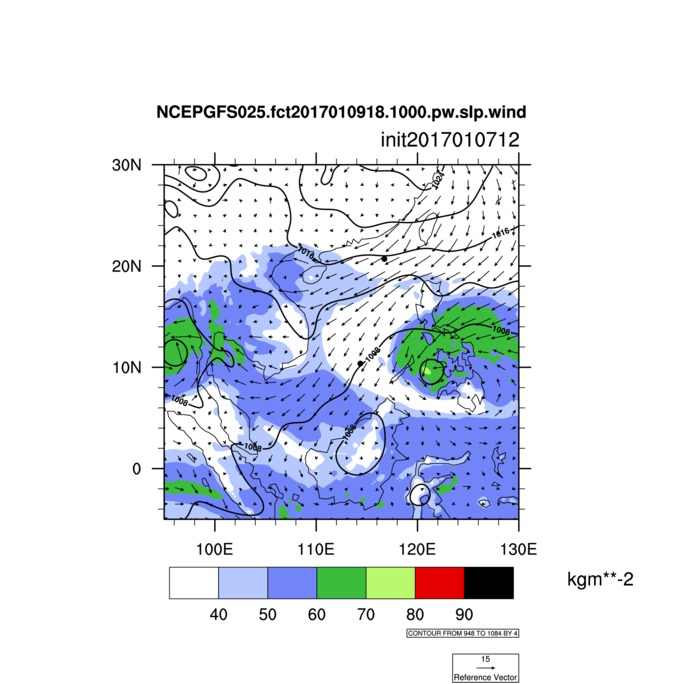 NCEPGFS025.fct2017010918.1000.pw.slp.wind
init2017010712
30N
20N
10N
0
1024
1016
1016
1008
1008
1008
1008
1008
100E 110E 120E 130E
kgm**-2
40 50 60 70 80 90
CONTOUR FROM 948 TO 1084 BY 4
15
Reference Vector